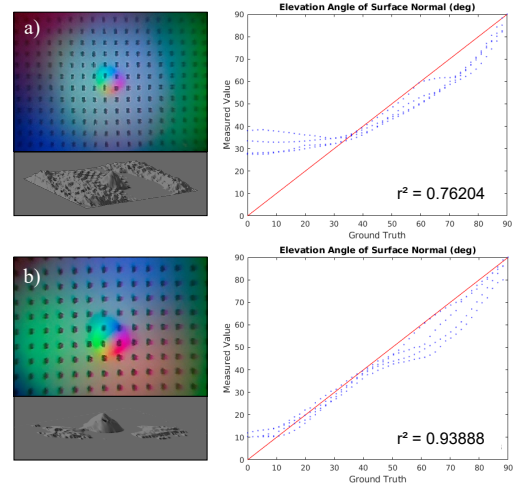 a)
Elevation Angle of Surface Normal (deg)
90
80
70
60
50
40
30
20
10
0
Measured Value
0 10 20 30 40 50 60 70 80 90
Ground Truth
r² = 0.76204
b)
Elevation Angle of Surface Normal (deg)
90
80
70
60
50
40
30
20
10
0
Measured Value
0 10 20 30 40 50 60 70 80 90
Ground Truth
r² = 0.93888